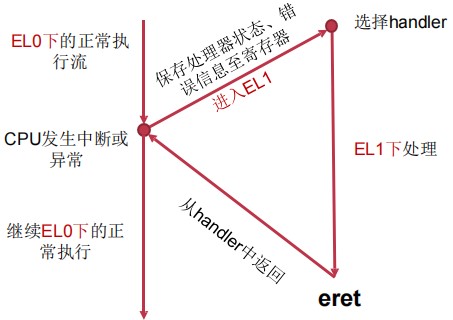 EL0下的正常执
行流
保存处理器状态、错
误信息至寄存器
进入EL1
选择handler
CPU发生中断或
异常
EL1下处理
继续EL0下的正
常执行
从handler中返回
eret